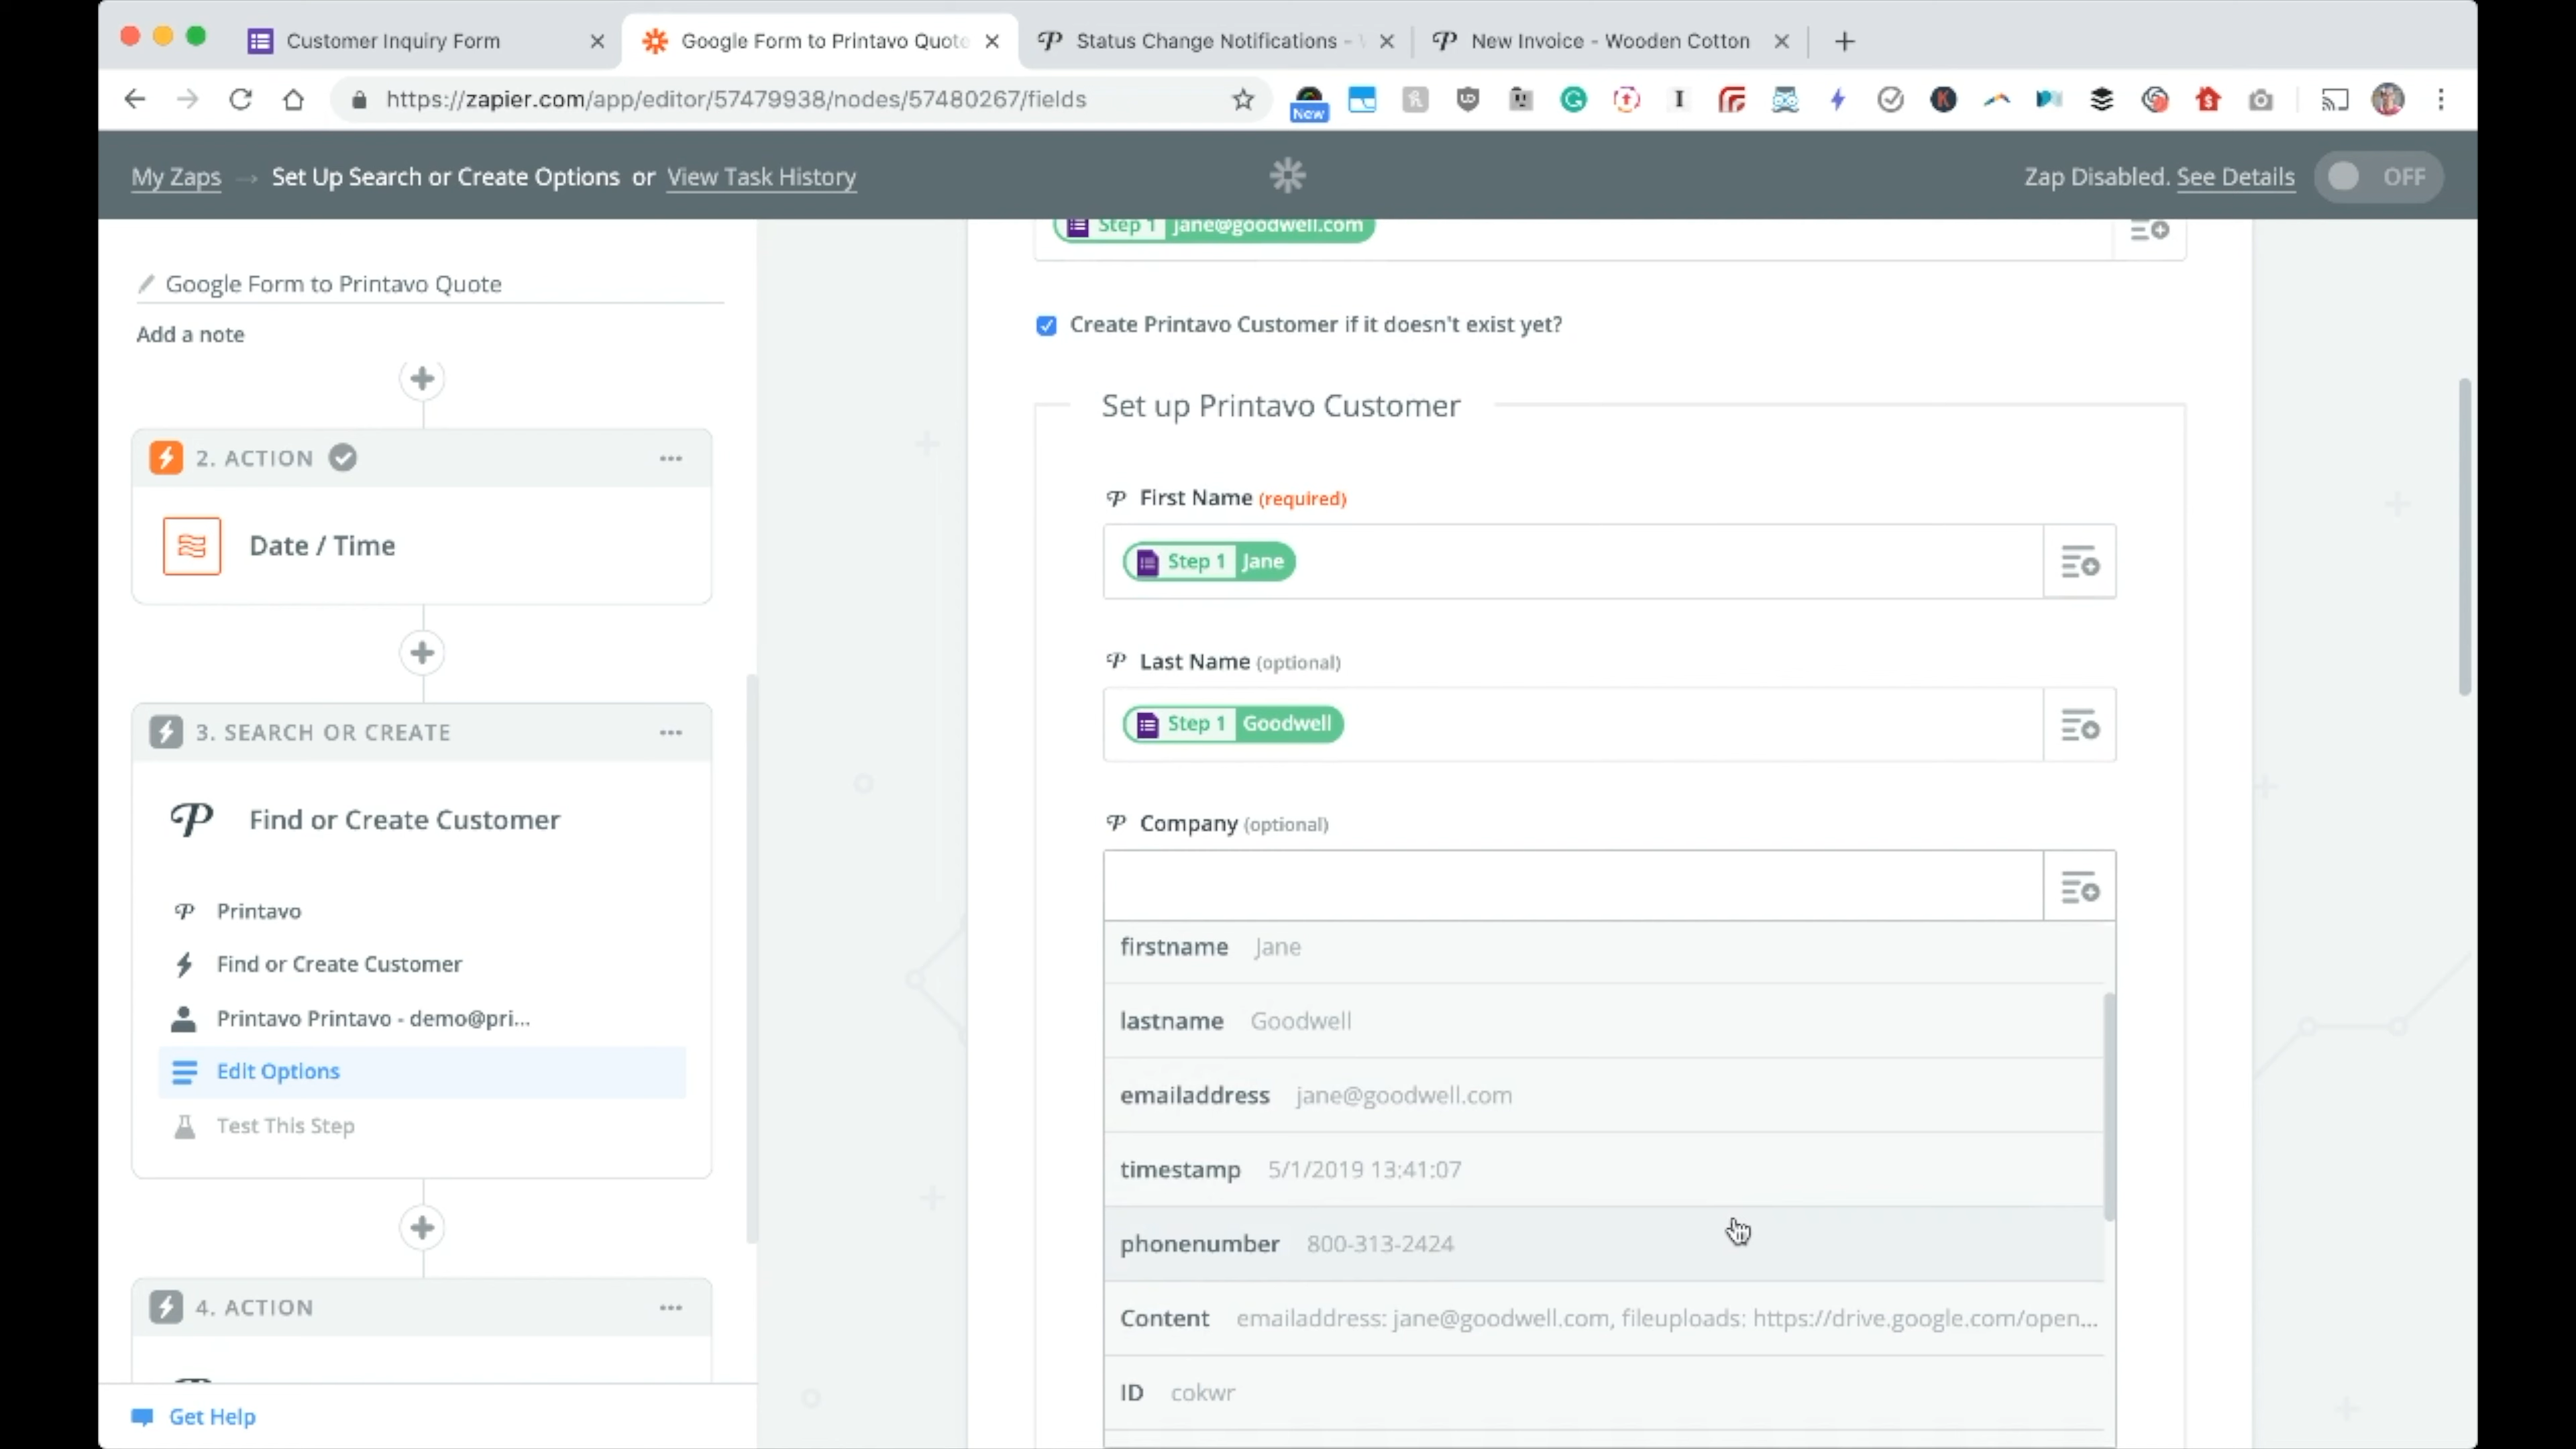 Customer Inquiry Form
Google Form to Printavo Quote
Status Change Notifications -
New Invoice - Wooden Cotton
https://zapier.com/app/editor/57479938/nodes/57480267/fields
New
My Zaps → Set Up Search or Create Options or View Task History
Zap Disabled. See Details
OFF
Google Form to Printavo Quote
Add a note
2. ACTION
Date / Time
3. SEARCH OR CREATE
Find or Create Customer
Printavo
Find or Create Customer
Printavo Printavo - demo@pri...
Edit Options
Test This Step
4. ACTION
Get Help
Step 1 jane@goodwell.com
Create Printavo Customer if it doesn't exist yet?
Set up Printavo Customer
First Name (required)
Step 1 Jane
Last Name (optional)
Step 1 Goodwell
Company (optional)
firstname Jane
lastname Goodwell
emailaddress jane@goodwell.com
timestamp 5/1/2019 13:41:07
phonenumber 800-313-2424
Content emailaddress: jane@goodwell.com, fileuploads: https://drive.google.com/open...
ID cokwr